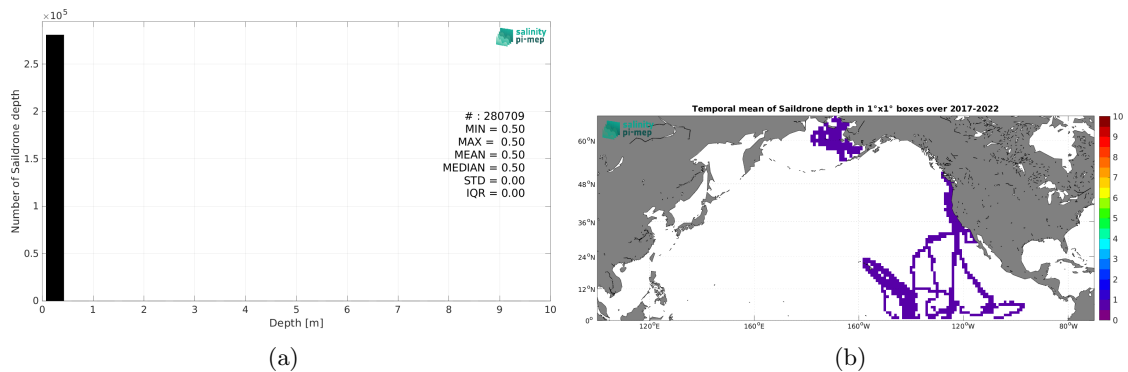 ×10⁵
salinity
pi-mep
2.5
2
1.5
1
0.5
0
Number of Saildrone depth
# : 280709
MIN = 0.50
MAX = 0.50
MEAN = 0.50
MEDIAN = 0.50
STD = 0.00
IQR = 0.00
0 1 2 3 4 5 6 7 8 9 10
Depth [m]
(a)
Temporal mean of Saildrone depth in 1°x1° boxes over 2017-2022
salinity
pi-mep
60°N
48°N
36°N
24°N
12°N
0°
120°E 160°E 160°W 120°W 80°W
10
9
8
7
6
5
4
3
2
1
0
(b)